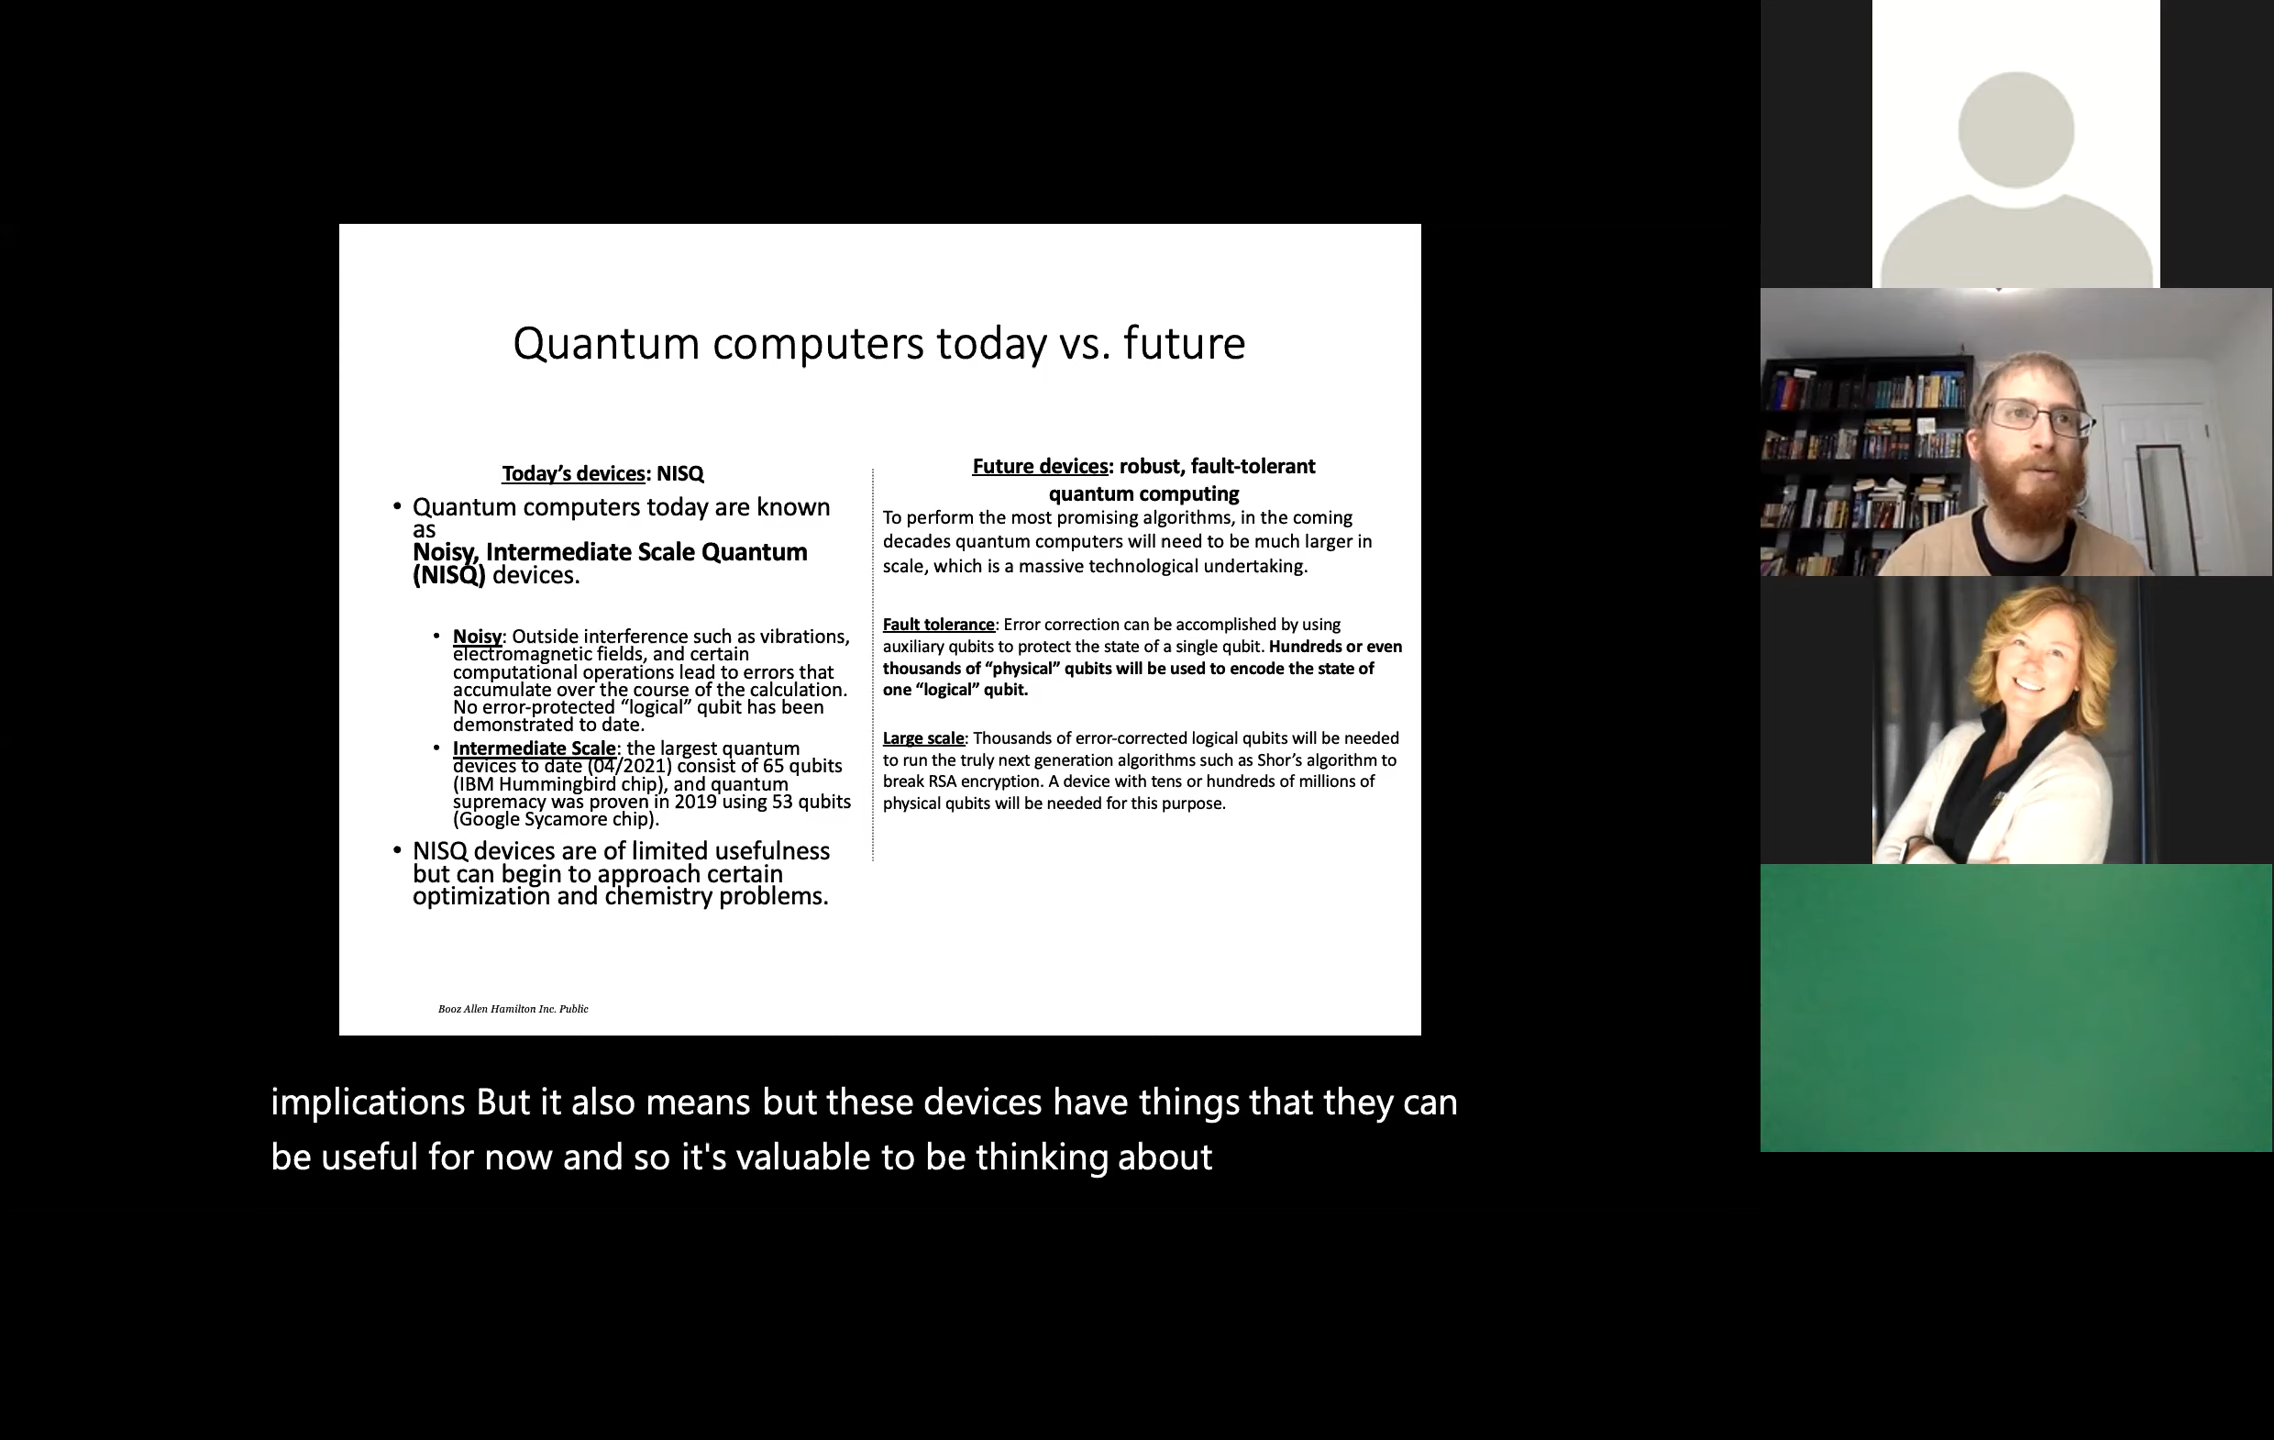 Quantum computers today vs. future
Today's devices: NISQ
• Quantum computers today are known
as
Noisy, Intermediate Scale Quantum
(NISQ) devices.
• Noisy: Outside interference such as vibrations,
electromagnetic fields, and certain
computational operations lead to errors that
accumulate over the course of the calculation.
No error-protected “logical” qubit has been
demonstrated to date.
• Intermediate Scale: the largest quantum
devices to date (04/2021) consist of 65 qubits
(IBM Hummingbird chip), and quantum
supremacy was proven in 2019 using 53 qubits
(Google Sycamore chip).
• NISQ devices are of limited usefulness
but can begin to approach certain
optimization and chemistry problems.
Future devices: robust, fault-tolerant
quantum computing
To perform the most promising algorithms, in the coming
decades quantum computers will need to be much larger in
scale, which is a massive technological undertaking.
Fault tolerance: Error correction can be accomplished by using
auxiliary qubits to protect the state of a single qubit. Hundreds or even
thousands of “physical” qubits will be used to encode the state of
one “logical” qubit.
Large scale: Thousands of error-corrected logical qubits will be needed
to run the truly next generation algorithms such as Shor's algorithm to
break RSA encryption. A device with tens or hundreds of millions of
physical qubits will be needed for this purpose.
Booz Allen Hamilton Inc. Public
implications But it also means but these devices have things that they can
be useful for now and so it's valuable to be thinking about